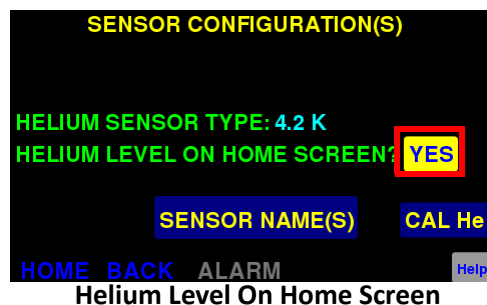 SENSOR CONFIGURATION(S)
HELIUM SENSOR TYPE: 4.2 K
HELIUM LEVEL ON HOME SCREEN? YES
SENSOR NAME(S) CAL He
HOME BACK ALARM Help
Helium Level On Home Screen